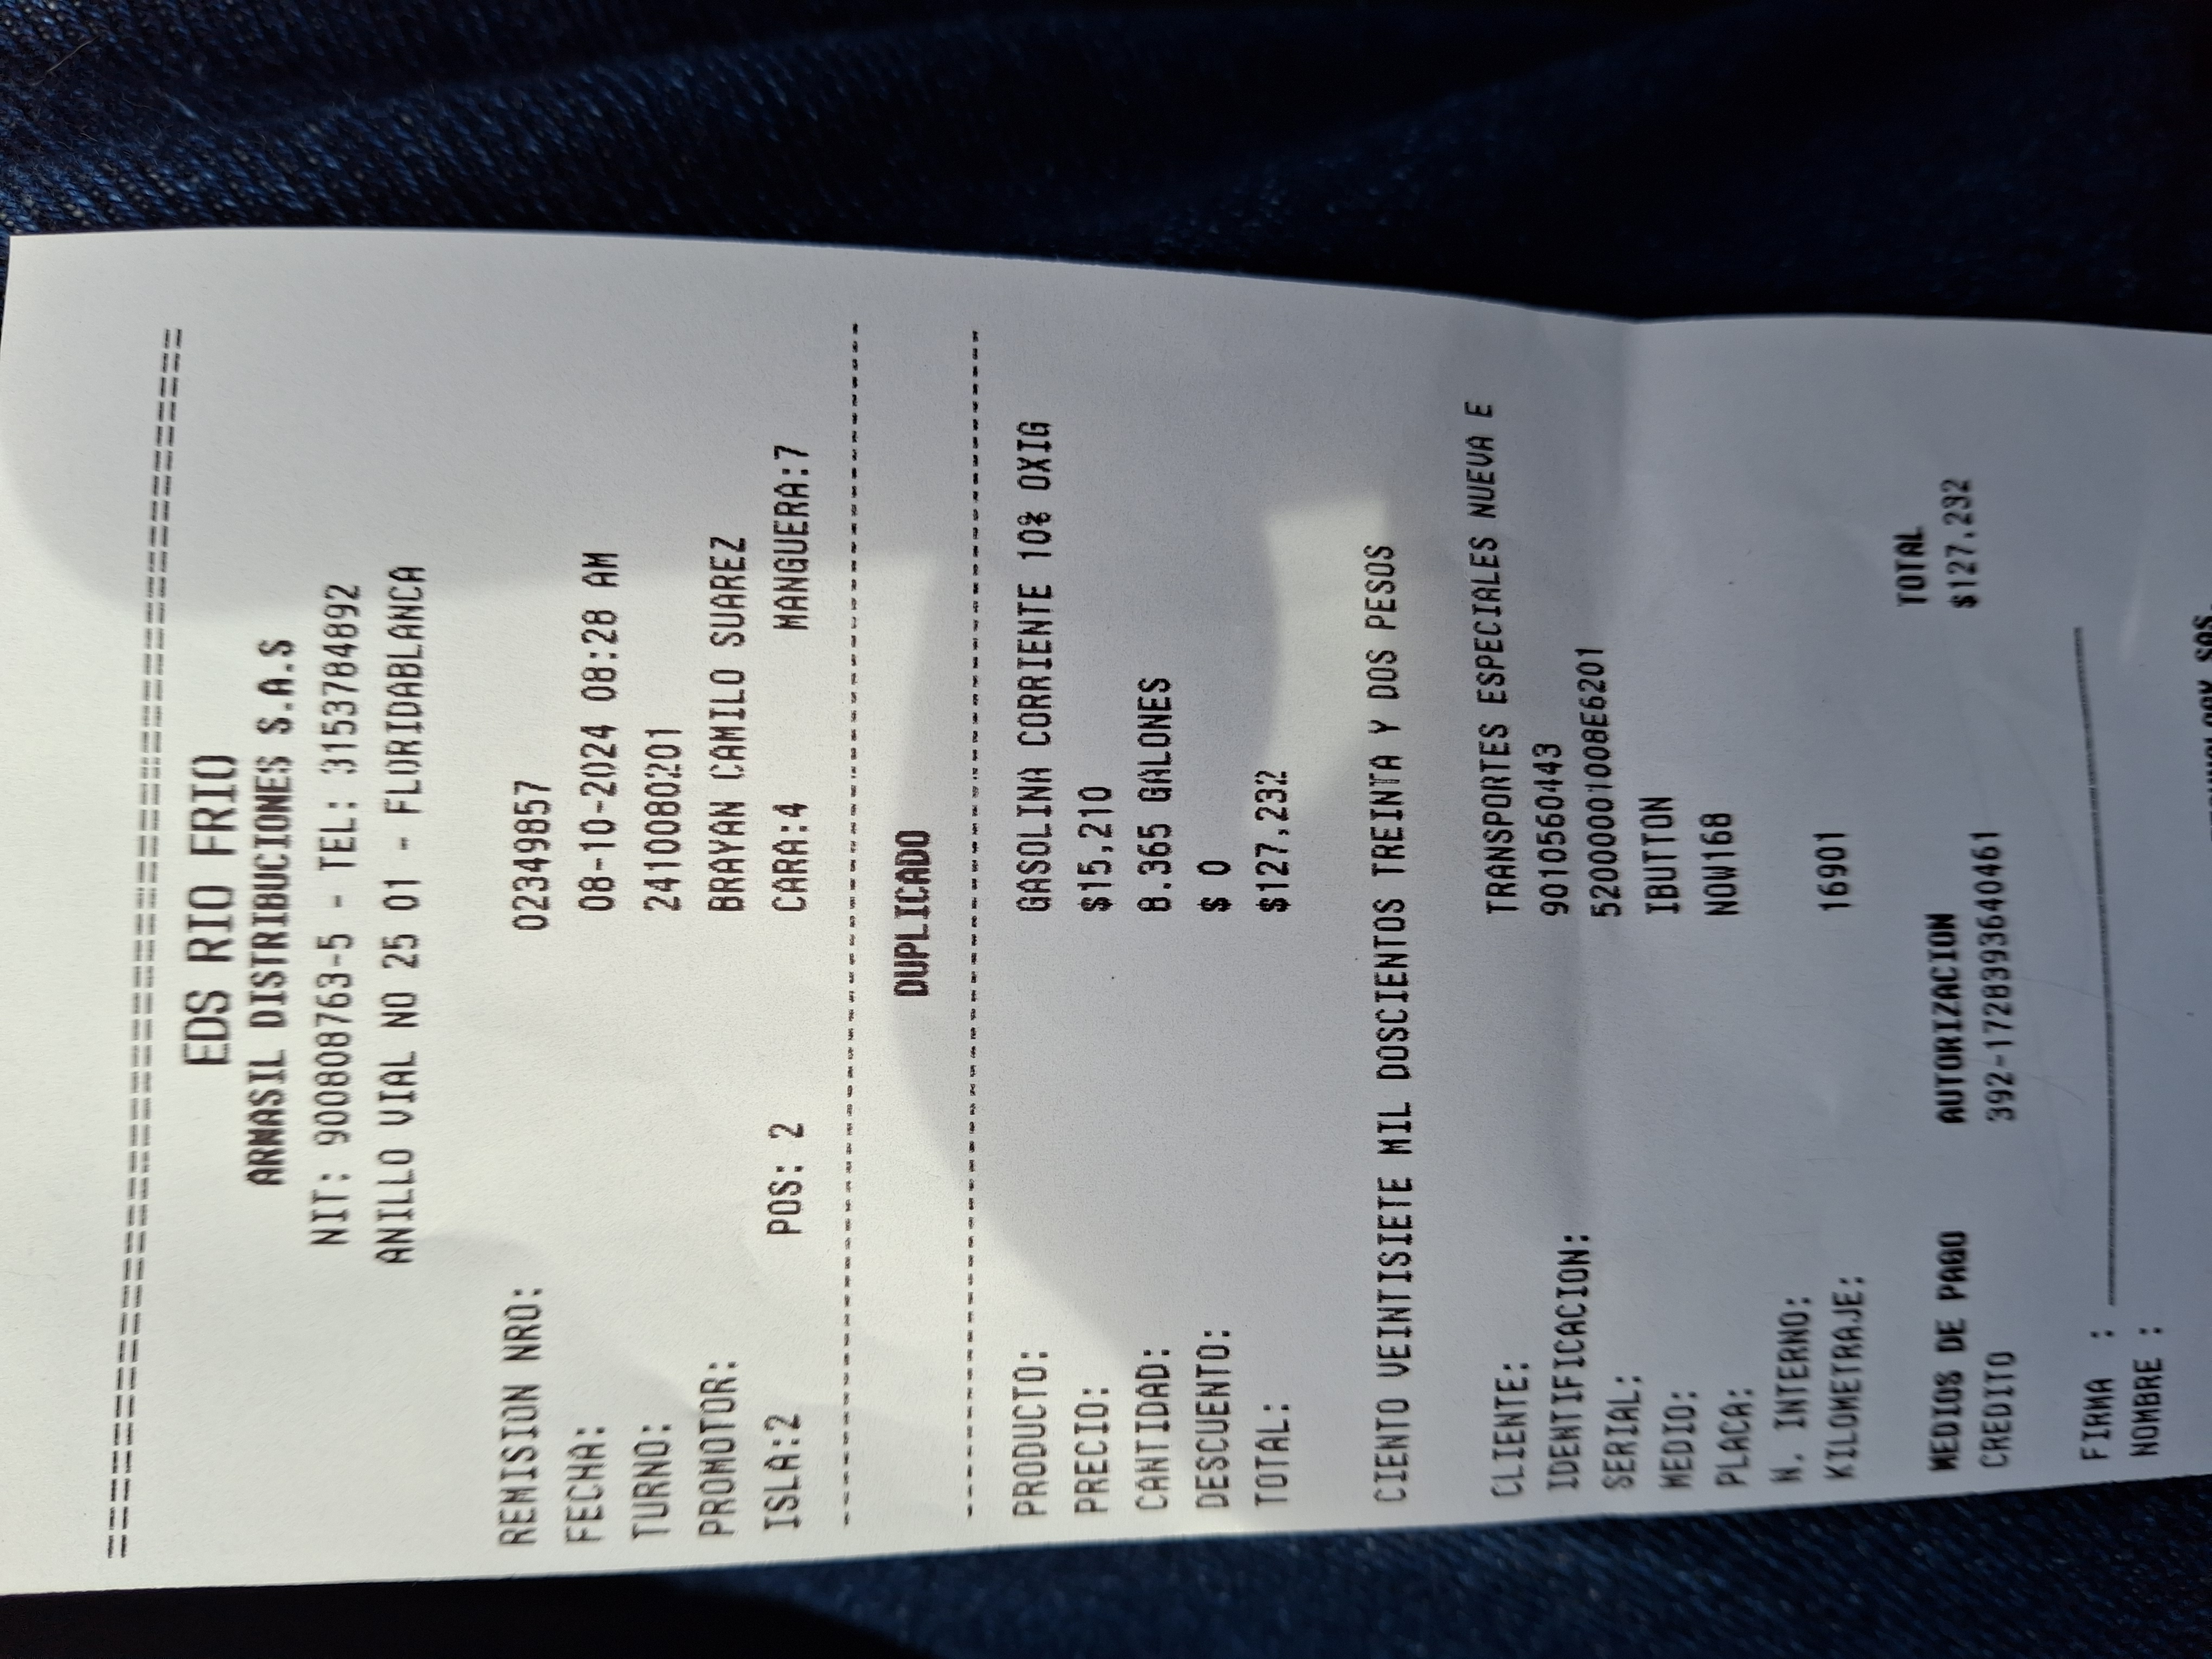 ================================================
================================================
EDS RIO FRIO
ARMASIL DISTRIBUCIONES S.A.S
NIT: 900808763-5 - TEL: 3153784892
ANILLO VIAL NO 25 01 - FLORIDABLANCA
REMISION NRO: 02349857
FECHA: 08-10-2024 08:28 AM
TURNO: 2410080201
PROMOTOR: BRAYAN CAMILO SUAREZ
ISLA:2 POS: 2 CARA:4 MANGUERA:7
------------------------------------------------
DUPLICADO
------------------------------------------------
PRODUCTO: GASOLINA CORRIENTE 10% OXIG
PRECIO: $15,210
CANTIDAD: 8.365 GALONES
DESCUENTO: $ 0
TOTAL: $127,232
CIENTO VEINTISIETE MIL DOSCIENTOS TREINTA Y DOS PESOS
CLIENTE: TRANSPORTES ESPECIALES NUEVA E
IDENTIFICACION: 9010560443
SERIAL: 52000001008E6201
MEDIO: IBUTTON
PLACA: NOW168
N. INTERNO:
KILOMETRAJE: 16901
MEDIOS DE PAGO AUTORIZACION TOTAL
CREDITO 392-1728393640461 $127,232
FIRMA :
NOMBRE :
SAS